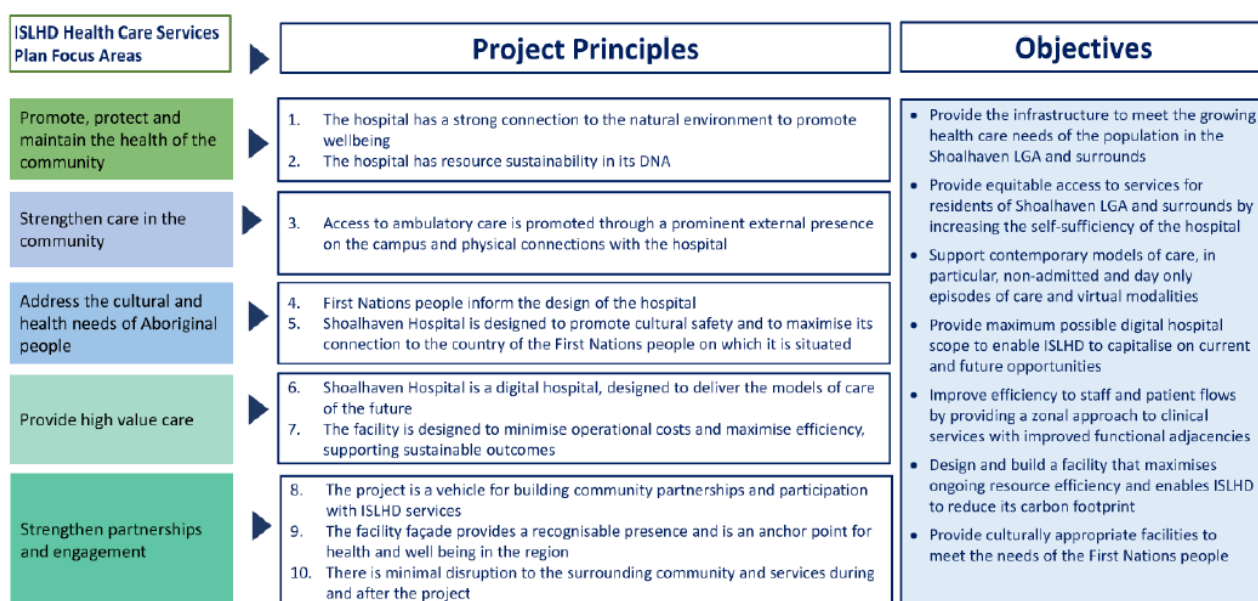 ISLHD Health Care Services
Plan Focus Areas
Project Principles
Objectives
Promote, protect and
maintain the health of the
community
1. The hospital has a strong connection to the natural environment to promote
wellbeing
2. The hospital has resource sustainability in its DNA
Strengthen care in the
community
3. Access to ambulatory care is promoted through a prominent external presence
on the campus and physical connections with the hospital
Address the cultural and
health needs of Aboriginal
people
4. First Nations people inform the design of the hospital
5. Shoalhaven Hospital is designed to promote cultural safety and to maximise its
connection to the country of the First Nations people on which it is situated
Provide high value care
6. Shoalhaven Hospital is a digital hospital, designed to deliver the models of care
of the future
7. The facility is designed to minimise operational costs and maximise efficiency,
supporting sustainable outcomes
Strengthen partnerships
and engagement
8. The project is a vehicle for building community partnerships and participation
with ISLHD services
9. The facility façade provides a recognisable presence and is an anchor point for
health and well being in the region
10. There is minimal disruption to the surrounding community and services during
and after the project
• Provide the infrastructure to meet the growing
health care needs of the population in the
Shoalhaven LGA and surrounds
• Provide equitable access to services for
residents of Shoalhaven LGA and surrounds by
increasing the self-sufficiency of the hospital
• Support contemporary models of care, in
particular, non-admitted and day only
episodes of care and virtual modalities
• Provide maximum possible digital hospital
scope to enable ISLHD to capitalise on current
and future opportunities
• Improve efficiency to staff and patient flows
by providing a zonal approach to clinical
services with improved functional adjacencies
• Design and build a facility that maximises
ongoing resource efficiency and enables ISLHD
to reduce its carbon footprint
• Provide culturally appropriate facilities to
meet the needs of the First Nations people